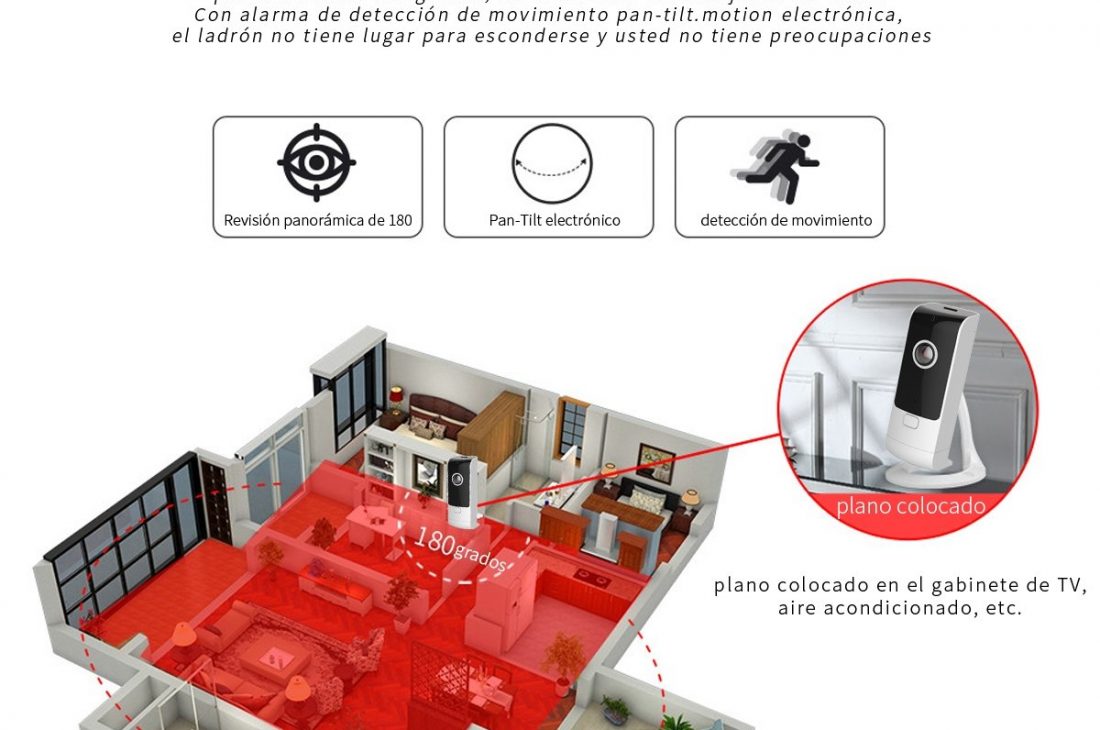 Con alarma de detección de movimiento pan-tilt.motion electrónica,
el ladrón no tiene lugar para esconderse y usted no tiene preocupaciones
Revisión panorámica de 180
Pan-Tilt electrónico
detección de movimiento
plano colocado
180grados
plano colocado en el gabinete de TV,
aire acondicionado, etc.